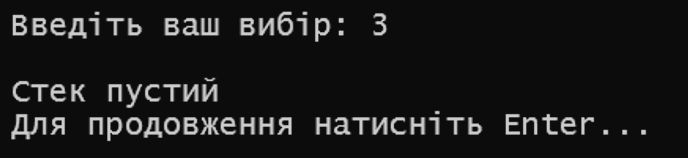 Введіть ваш вибір: 3
Стек пустий
Для продовження натисніть Enter...